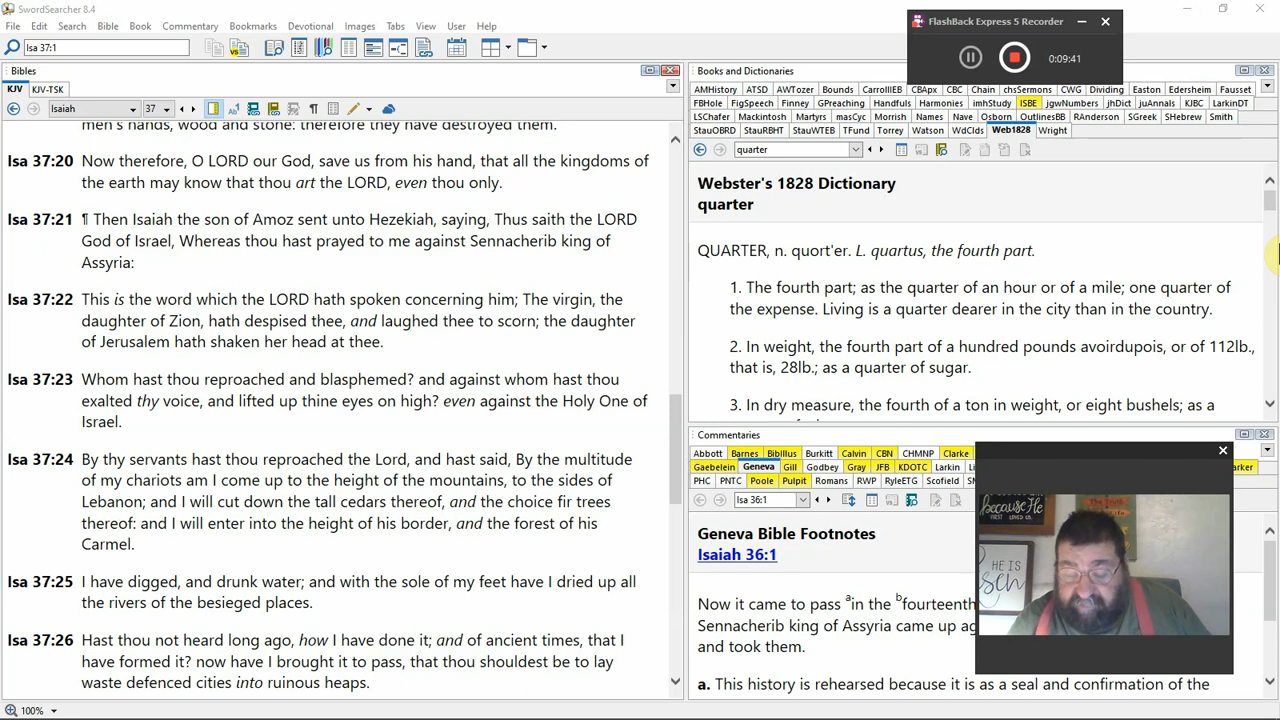 SwordSearcher 8.4
File Edit Search Bible Book Commentary Bookmarks Devotional Images Tabs View User Help
Isa 37:1
FlashBack Express 5 Recorder
0:09:41
Bibles
KJV KJV-TSK
Isaiah 37
men's hands, wood and stone: therefore they have destroyed them.
Isa 37:20 Now therefore, O LORD our God, save us from his hand, that all the kingdoms of
the earth may know that thou art the LORD, even thou only.
Isa 37:21 ¶ Then Isaiah the son of Amoz sent unto Hezekiah, saying, Thus saith the LORD
God of Israel, Whereas thou hast prayed to me against Sennacherib king of
Assyria:
Isa 37:22 This is the word which the LORD hath spoken concerning him; The virgin, the
daughter of Zion, hath despised thee, and laughed thee to scorn; the daughter
of Jerusalem hath shaken her head at thee.
Isa 37:23 Whom hast thou reproached and blasphemed? and against whom hast thou
exalted thy voice, and lifted up thine eyes on high? even against the Holy One of
Israel.
Isa 37:24 By thy servants hast thou reproached the Lord, and hast said, By the multitude
of my chariots am I come up to the height of the mountains, to the sides of
Lebanon; and I will cut down the tall cedars thereof, and the choice fir trees
thereof: and I will enter into the height of his border, and the forest of his
Carmel.
Isa 37:25 I have digged, and drunk water; and with the sole of my feet have I dried up all
the rivers of the besieged places.
Isa 37:26 Hast thou not heard long ago, how I have done it; and of ancient times, that I
have formed it? now have I brought it to pass, that thou shouldest be to lay
waste defenced cities into ruinous heaps.
100%
Books and Dictionaries
AMHistory ATSD AWTozer Bounds CarrollEB CBApx CBC Chain chsSermons CWG Dividing Easton Edersheim Fausset
FBHole FigSpeech Finney GPreaching Handfuls Harmonies imhStudy ISBE jgwNumbers jhDict juAnnals KJBC LarkinDT
LSChafer Mackintosh Martyrs masCyc Morrish Names Nave Osborn OutlinesBB RAnderson SGreek SHebrew Smith
StauOBRD StauRBHT StauWTEB TFund Torrey Watson WdClds Web1828 Wright
quarter
Webster's 1828 Dictionary
quarter
QUARTER, n. quort'er. L. quartus, the fourth part.
1. The fourth part; as the quarter of an hour or of a mile; one quarter of
the expense. Living is a quarter dearer in the city than in the country.
2. In weight, the fourth part of a hundred pounds avoirdupois, or of 112lb.,
that is, 28lb.; as a quarter of sugar.
3. In dry measure, the fourth of a ton in weight, or eight bushels; as a
Commentaries
Abbott Barnes BibIllus Burkitt Calvin CBN CHMNP Clarke
Gaebelein Geneva Gill Godbey Gray JFB KDOTC Larkin
PHC PNTC Poole Pulpit Romans RWP RyleETC Scofield
Isa 36:1
Geneva Bible Footnotes
Isaiah 36:1
Now it came to pass a in the b fourteenth
Sennacherib king of Assyria came up ag
and took them.
a. This history is rehearsed because it is as a seal and confirmation of the
because He
FIRST LOVED
HE IS